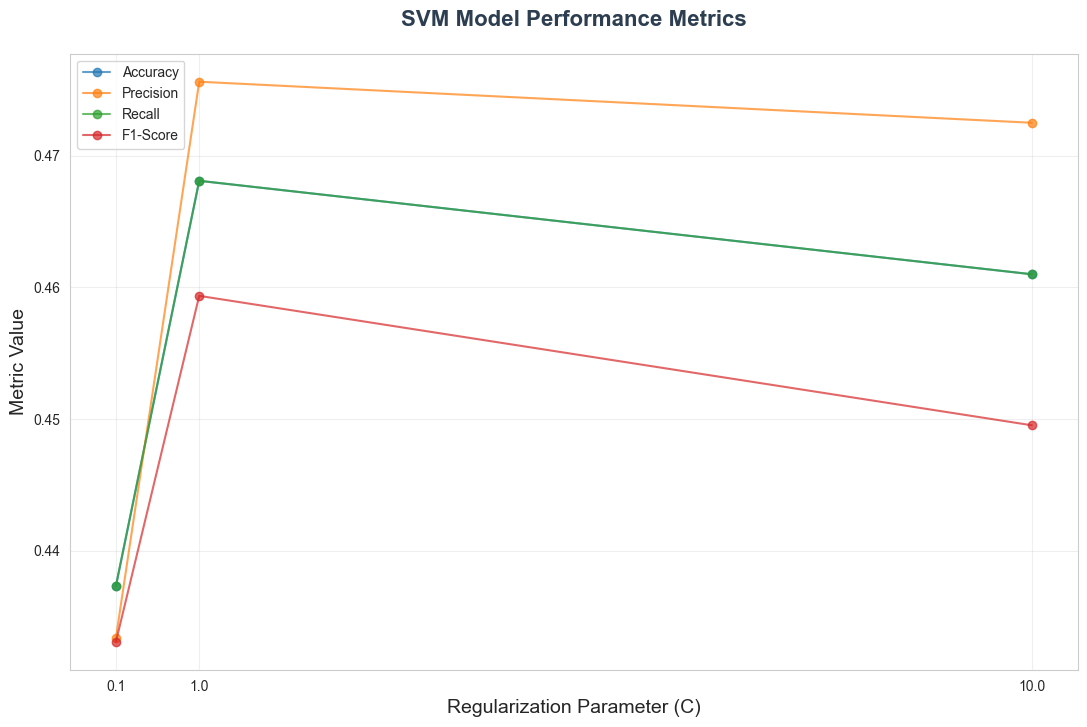 SVM Model Performance Metrics
Accuracy
Precision
Recall
F1-Score
0.47
0.46
0.45
0.44
Metric Value
0.1 1.0 10.0
Regularization Parameter (C)